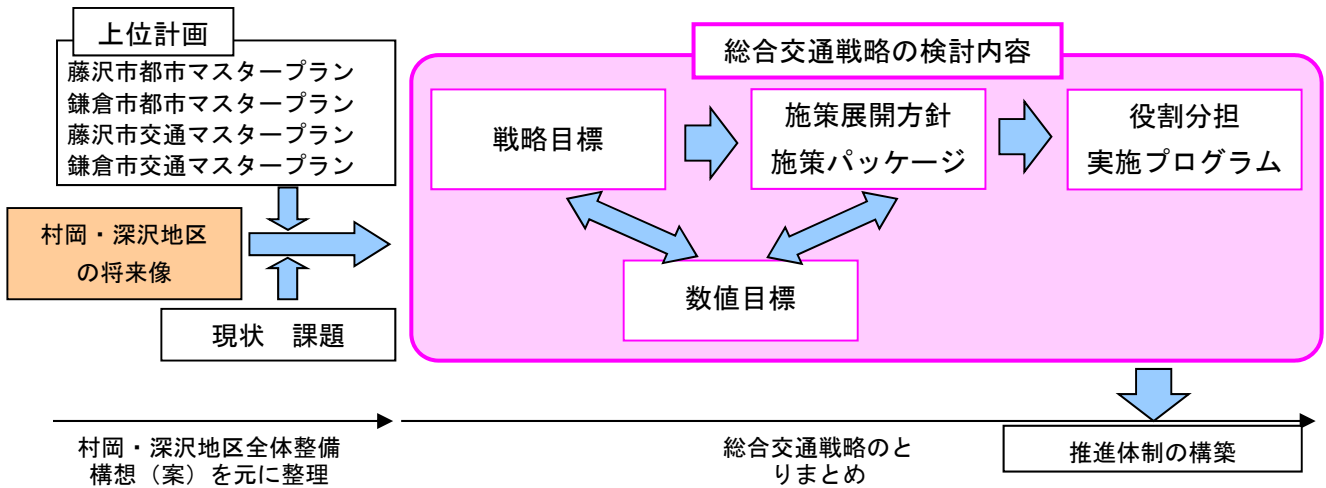 上位計画
藤沢市都市マスタープラン
鎌倉市都市マスタープラン
藤沢市交通マスタープラン
鎌倉市交通マスタープラン
村岡・深沢地区
の将来像
現状　課題
総合交通戦略の検討内容
戦略目標
施策展開方針
施策パッケージ
役割分担
実施プログラム
数値目標
村岡・深沢地区全体整備
構想（案）を元に整理
総合交通戦略のと
りまとめ
推進体制の構築